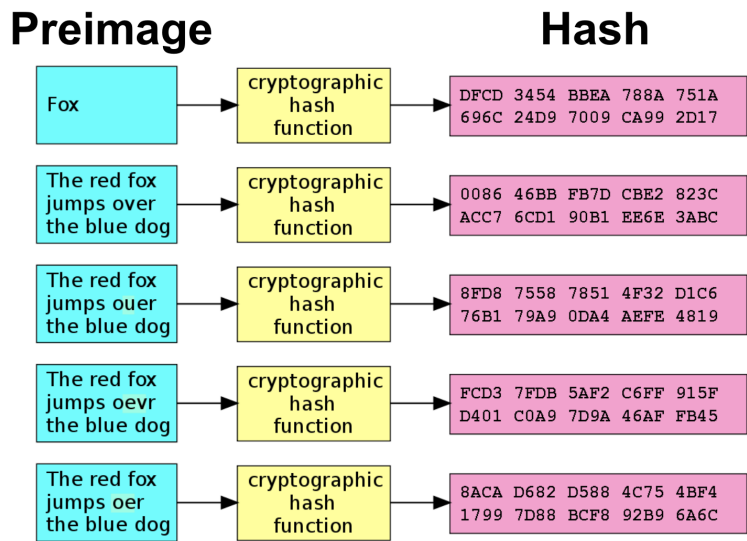 Preimage Hash
Fox
cryptographic
hash
function
DFCD 3454 BBEA 788A 751A
696C 24D9 7009 CA99 2D17
The red fox
jumps over
the blue dog
cryptographic
hash
function
0086 46BB FB7D CBE2 823C
ACC7 6CD1 90B1 EE6E 3ABC
The red fox
jumps ouer
the blue dog
cryptographic
hash
function
8FD8 7558 7851 4F32 D1C6
76B1 79A9 0DA4 AEFE 4819
The red fox
jumps oevr
the blue dog
cryptographic
hash
function
FCD3 7FDB 5AF2 C6FF 915F
D401 C0A9 7D9A 46AF FB45
The red fox
jumps oer
the blue dog
cryptographic
hash
function
8ACA D682 D588 4C75 4BF4
1799 7D88 BCF8 92B9 6A6C